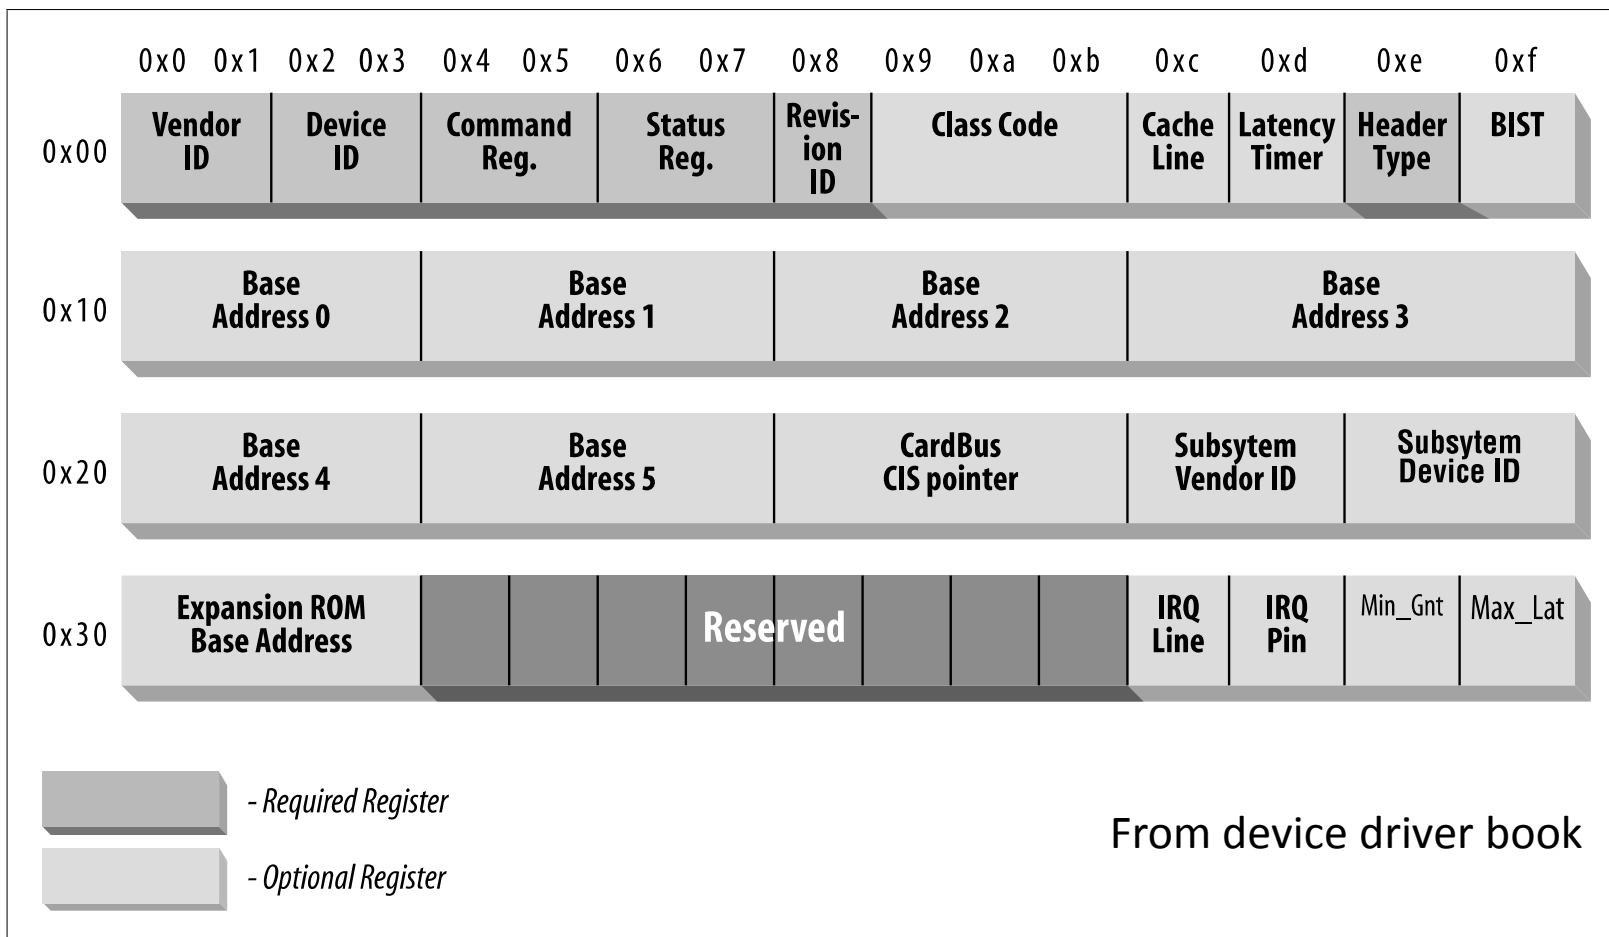 0x0 0x1 0x2 0x3 0x4 0x5 0x6 0x7 0x8 0x9 0xa 0xb 0xc 0xd 0xe 0xf
0x00
Vendor
ID
Device
ID
Command
Reg.
Status
Reg.
Revis-
ion
ID
Class Code
Cache
Line
Latency
Timer
Header
Type
BIST
0x10
Base
Address 0
Base
Address 1
Base
Address 2
Base
Address 3
0x20
Base
Address 4
Base
Address 5
CardBus
CIS pointer
Subsytem
Vendor ID
Subsytem
Device ID
0x30
Expansion ROM
Base Address
Reserved
IRQ
Line
IRQ
Pin
Min_Gnt
Max_Lat
- Required Register
- Optional Register
From device driver book